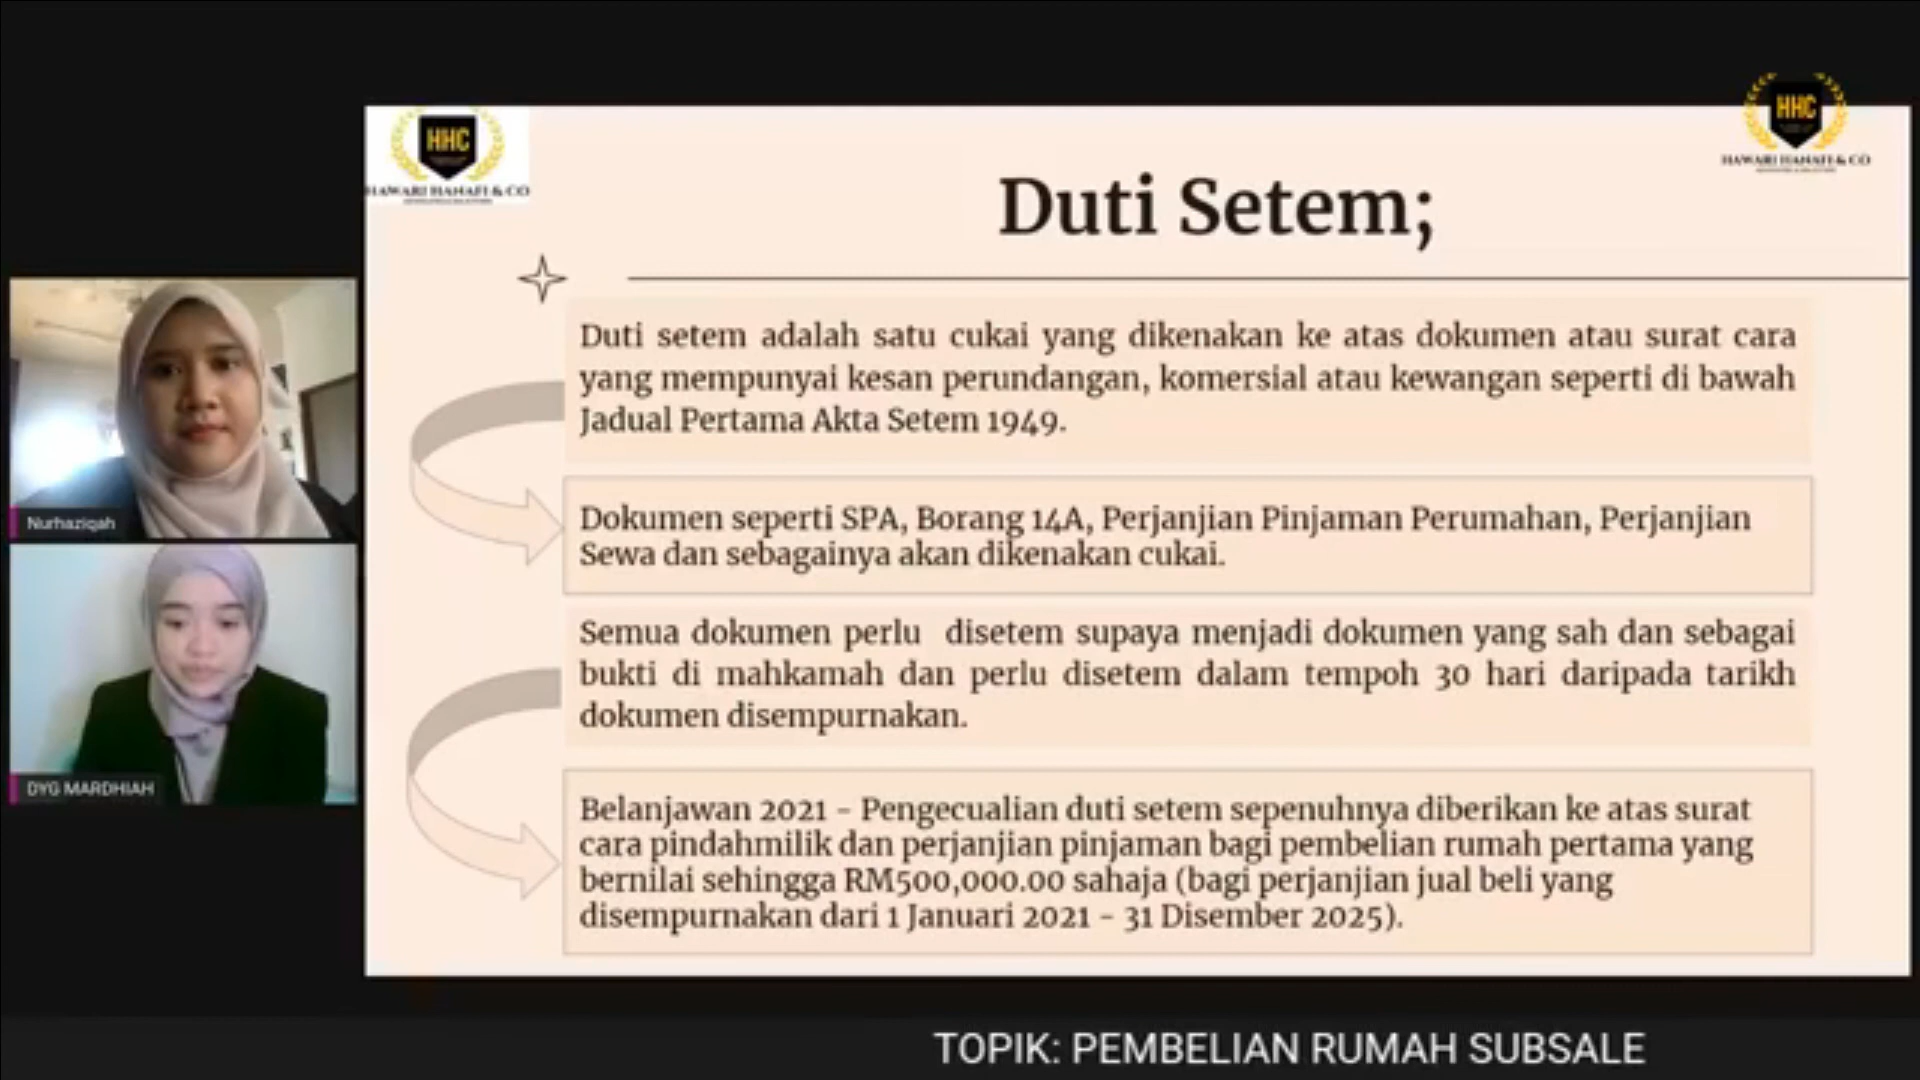 HHC
HAWARI HANAFI & CO
HHC
HAWARI HANAFI & CO
Duti Setem;
Duti setem adalah satu cukai yang dikenakan ke atas dokumen atau surat cara
yang mempunyai kesan perundangan, komersial atau kewangan seperti di bawah
Jadual Pertama Akta Setem 1949.
Dokumen seperti SPA, Borang 14A, Perjanjian Pinjaman Perumahan, Perjanjian
Sewa dan sebagainya akan dikenakan cukai.
Semua dokumen perlu disetem supaya menjadi dokumen yang sah dan sebagai
bukti di mahkamah dan perlu disetem dalam tempoh 30 hari daripada tarikh
dokumen disempurnakan.
Belanjawan 2021 - Pengecualian duti setem sepenuhnya diberikan ke atas surat
cara pindahmilik dan perjanjian pinjaman bagi pembelian rumah pertama yang
bernilai sehingga RM500,000.00 sahaja (bagi perjanjian jual beli yang
disempurnakan dari 1 Januari 2021 - 31 Disember 2025).
Nurhaziqah
DYG MARDHIAH
TOPIK: PEMBELIAN RUMAH SUBSALE